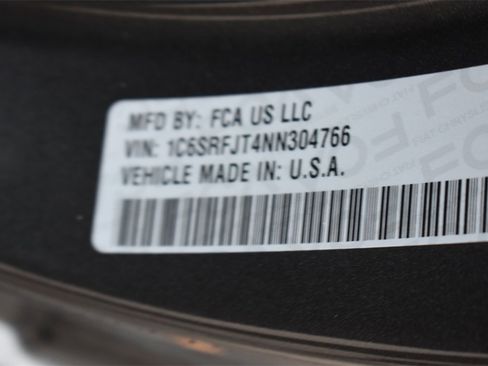 MFD BY: FCA US LLC
VIN: 1C6SRFJT4NN304766
VEHICLE MADE IN: U.S.A.